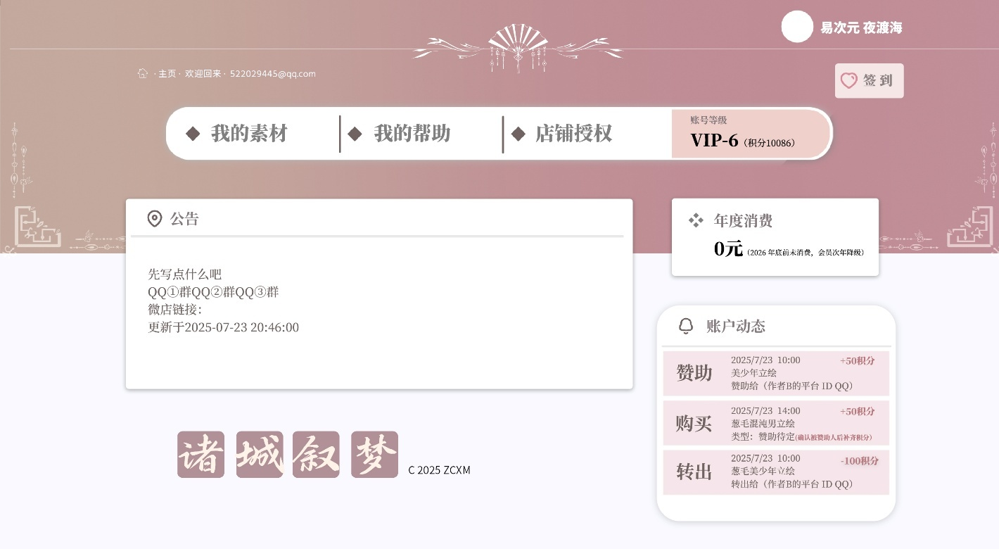 易次元 夜渡海
· 主页 · 欢迎回来 · 522029445@qq.com
签 到
我的素材
我的帮助
店铺授权
账号等级
VIP-6（积分10086）
公告
先写点什么吧
QQ①群QQ②群QQ③群
微店链接：
更新于2025-07-23 20:46:00
年度消费
0元（2026 年底前未消费，会员次年降级）
账户动态
赞助
2025/7/23 10:00
+50积分
美少年立绘
赞助给（作者B的平台 ID QQ）
购买
2025/7/23 14:00
+50积分
葱毛混沌男立绘
类型：赞助待定(确认被赞助人后补齐积分)
转出
2025/7/23 10:00
-100积分
葱毛美少年立绘
转出给（作者B的平台 ID QQ）
诸城叙梦
C 2025 ZCXM